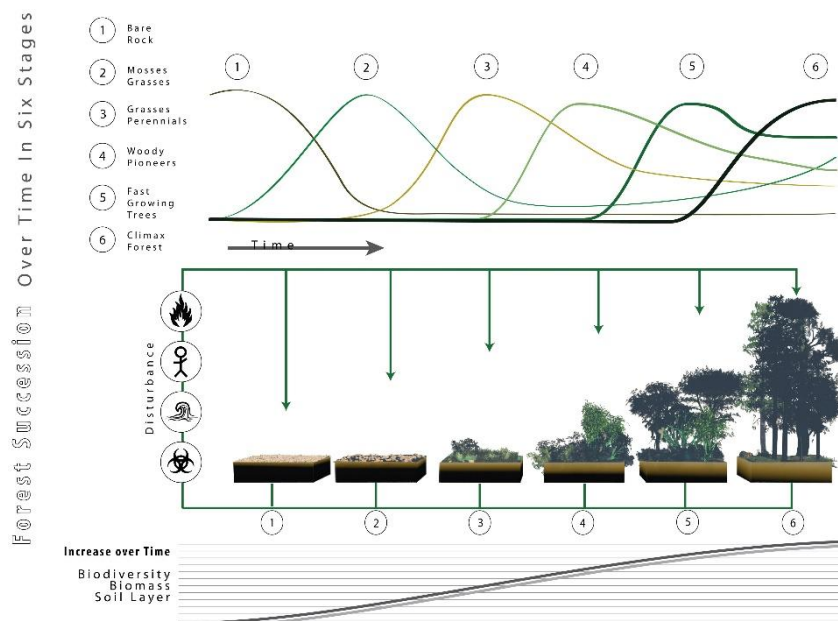 Forest Succession Over Time In Six Stages
1 Bare
Rock
2 Mosses
Grasses
3 Grasses
Perennials
4 Woody
Pioneers
5 Fast
Growing
Trees
6 Climax
Forest
1 2 3 4 5 6
Time
Disturbance
1 2 3 4 5 6
Increase over Time
Biodiversity
Biomass
Soil Layer